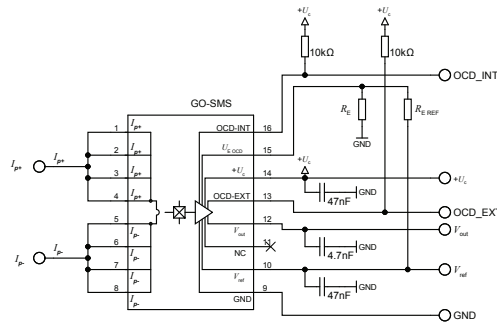 +Uc +Uc
10kΩ 10kΩ
OCD_INT
GO-SMS
RE RE REF
1 Ip+ OCD-INT 16
GND
Ip+ Ip+ 2 Ip+ UE OCD 15
3 Ip+ +Uc 14 +Uc +Uc
GND
47nF
4 Ip+ OCD-EXT 13 OCD_EXT
5 Ip- Vout 12 Vout
GND
4.7nF
Ip- Ip- 6 Ip- NC 11
7 Ip- Vref 10 Vref
GND
47nF
8 Ip- GND 9
GND